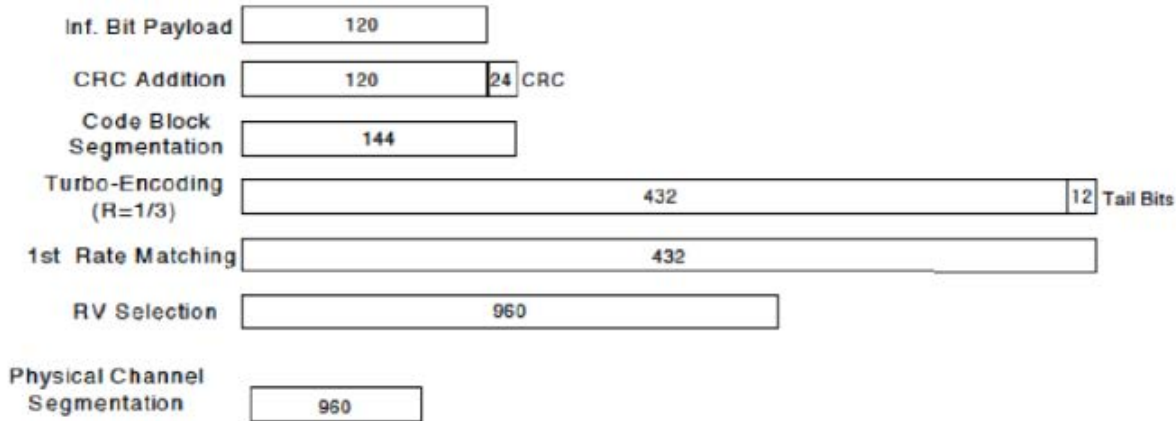 Inf. Bit Payload 120
CRC Addition 120 24 CRC
Code Block
Segmentation 144
Turbo-Encoding
(R=1/3) 432 12 Tail Bits
1st Rate Matching 432
RV Selection 960
Physical Channel
Segmentation 960